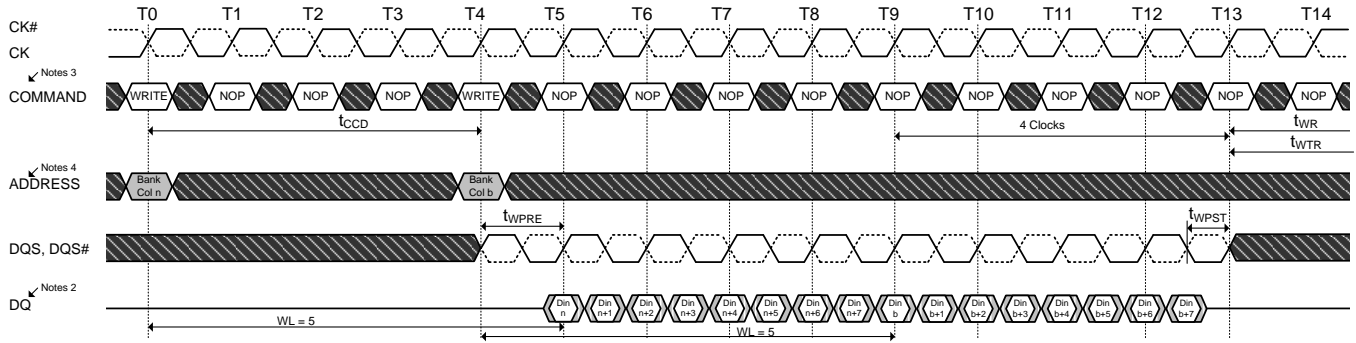 T0 T1 T2 T3 T4 T5 T6 T7 T8 T9 T10 T11 T12 T13 T14
CK#
CK
Notes 3
COMMAND WRITE NOP NOP NOP WRITE NOP NOP NOP NOP NOP NOP NOP NOP NOP NOP
tCCD
4 Clocks
tWR
tWTR
Notes 4
ADDRESS
Bank
Col n
Bank
Col b
tWPRE
tWPST
DQS, DQS#
Notes 2
DQ
Din
n
Din
n+1
Din
n+2
Din
n+3
Din
n+4
Din
n+5
Din
n+6
Din
n+7
Din
b
Din
b+1
Din
b+2
Din
b+3
Din
b+4
Din
b+5
Din
b+6
Din
b+7
WL = 5
WL = 5